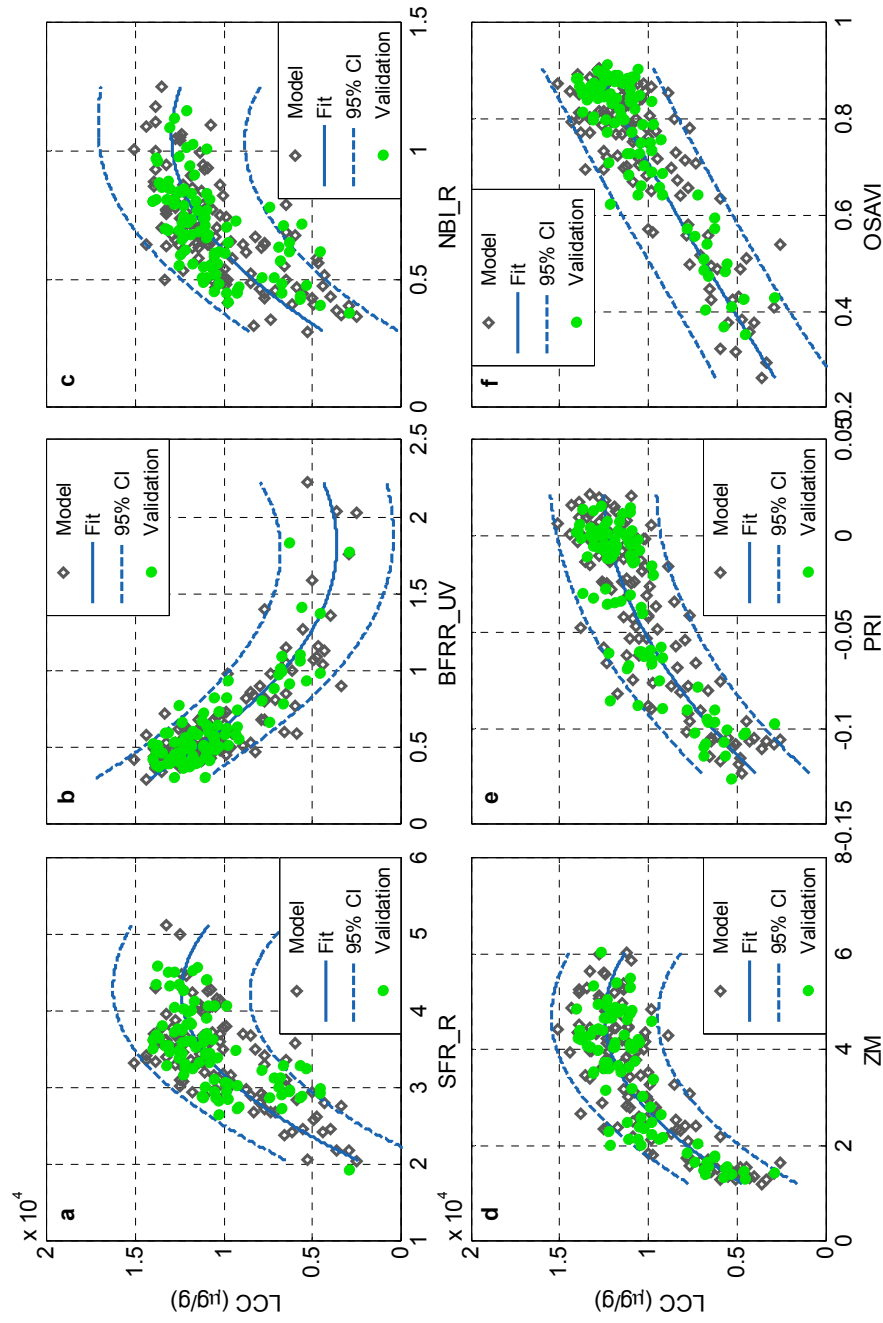 x 10^4
2
1.5
1
0.5
0
LCC (µg/g)
a
Model
Fit
95% CI
Validation
1 2 3 4 5 6
SFR_R
b
Model
Fit
95% CI
Validation
0 0.5 1 1.5 2 2.5
BFRR_UV
c
Model
Fit
95% CI
Validation
0 0.5 1 1.5
NBI_R
x 10^4
2
1.5
1
0.5
0
LCC (µg/g)
d
Model
Fit
95% CI
Validation
0 2 4 6 8
ZM
e
Model
Fit
95% CI
Validation
-0.15 -0.1 -0.05 0 0.05
PRI
f
Model
Fit
95% CI
Validation
0.2 0.4 0.6 0.8 1
OSAVI